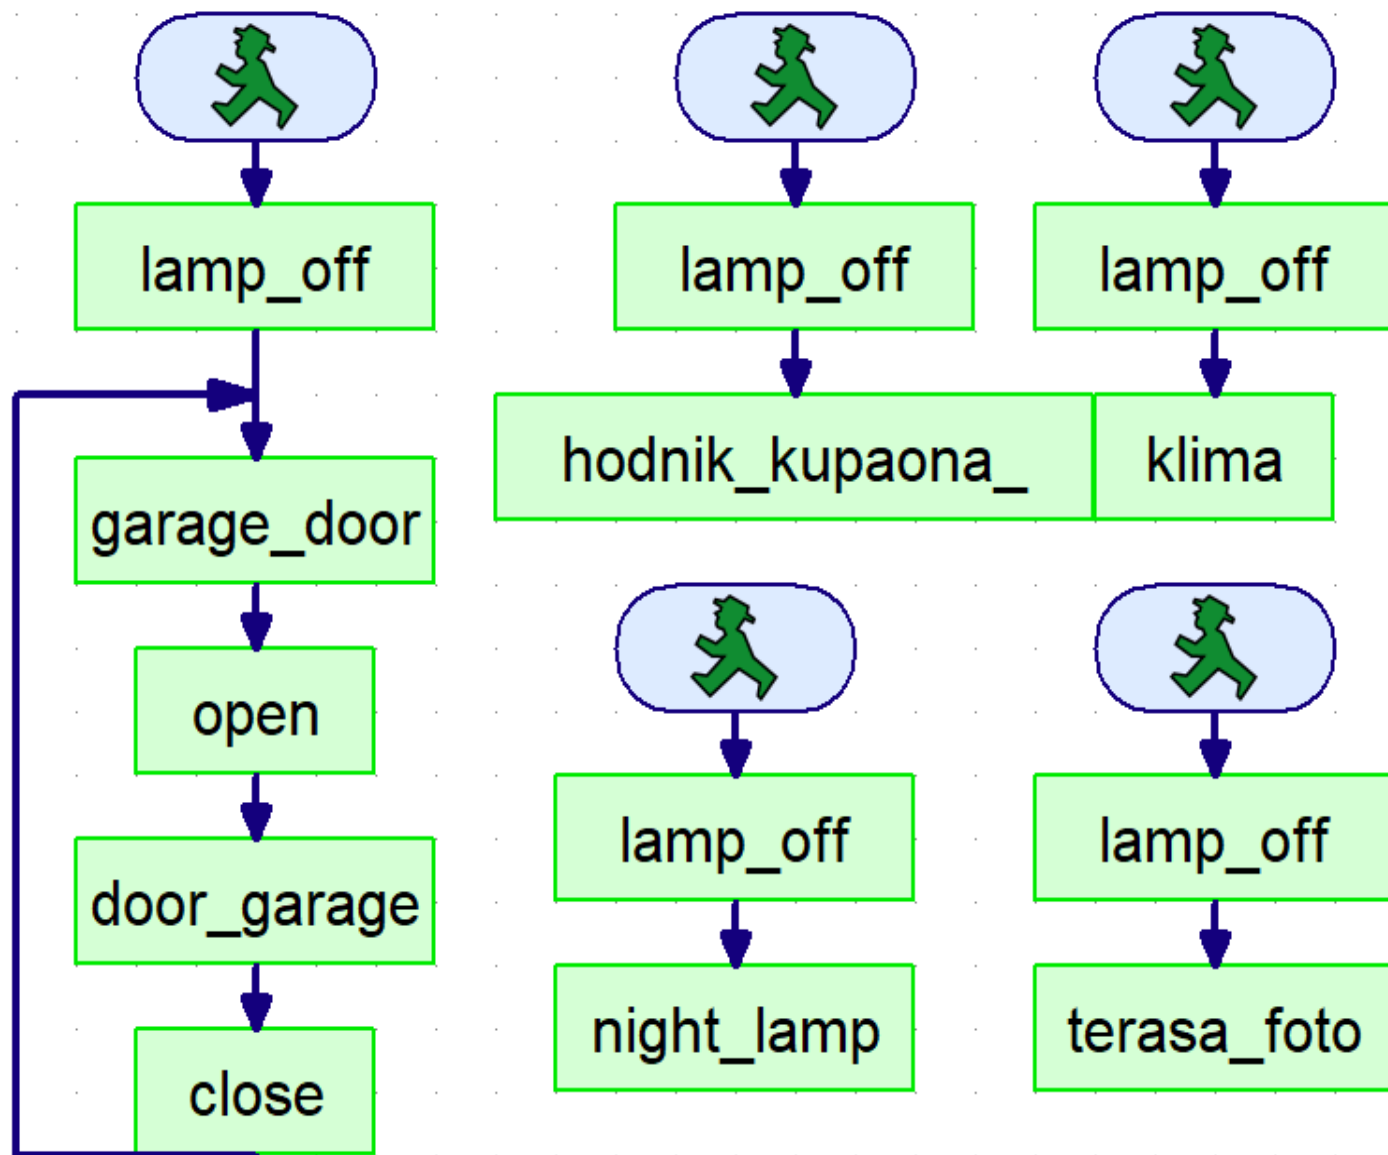 lamp_off
garage_door
open
door_garage
close
lamp_off
hodnik_kupaona_
lamp_off
klima
lamp_off
night_lamp
lamp_off
terasa_foto